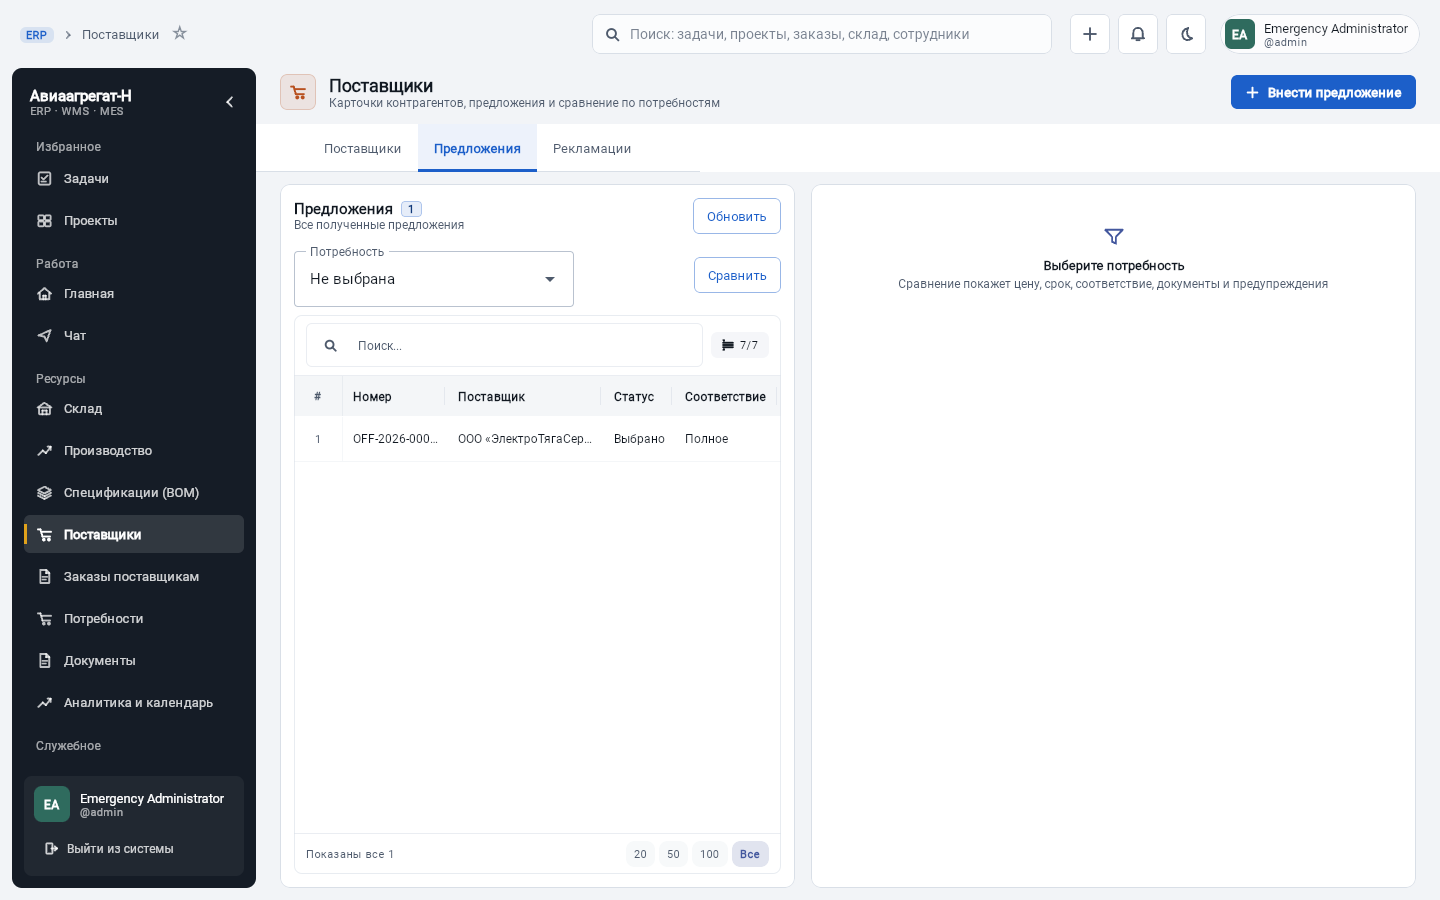 ERP
Поставщики
Поиск: задачи, проекты, заказы, склад, сотрудники
EA
Emergency Administrator
@admin
Авиаагрегат-Н
ERP · WMS · MES
Избранное
Задачи
Проекты
Работа
Главная
Чат
Ресурсы
Склад
Производство
Спецификации (BOM)
Поставщики
Заказы поставщикам
Потребности
Документы
Аналитика и календарь
Служебное
EA
Emergency Administrator
@admin
Выйти из системы
Поставщики
Карточки контрагентов, предложения и сравнение по потребностям
Внести предложение
Поставщики
Предложения
Рекламации
Предложения 1
Все полученные предложения
Обновить
Потребность
Не выбрана
Сравнить
Поиск...
7/7
# Номер Поставщик Статус Соответствие
1 OFF-2026-000... ООО «ЭлектроТягаСер... Выбрано Полное
Показаны все 1
20 50 100 Все
Выберите потребность
Сравнение покажет цену, срок, соответствие, документы и предупреждения